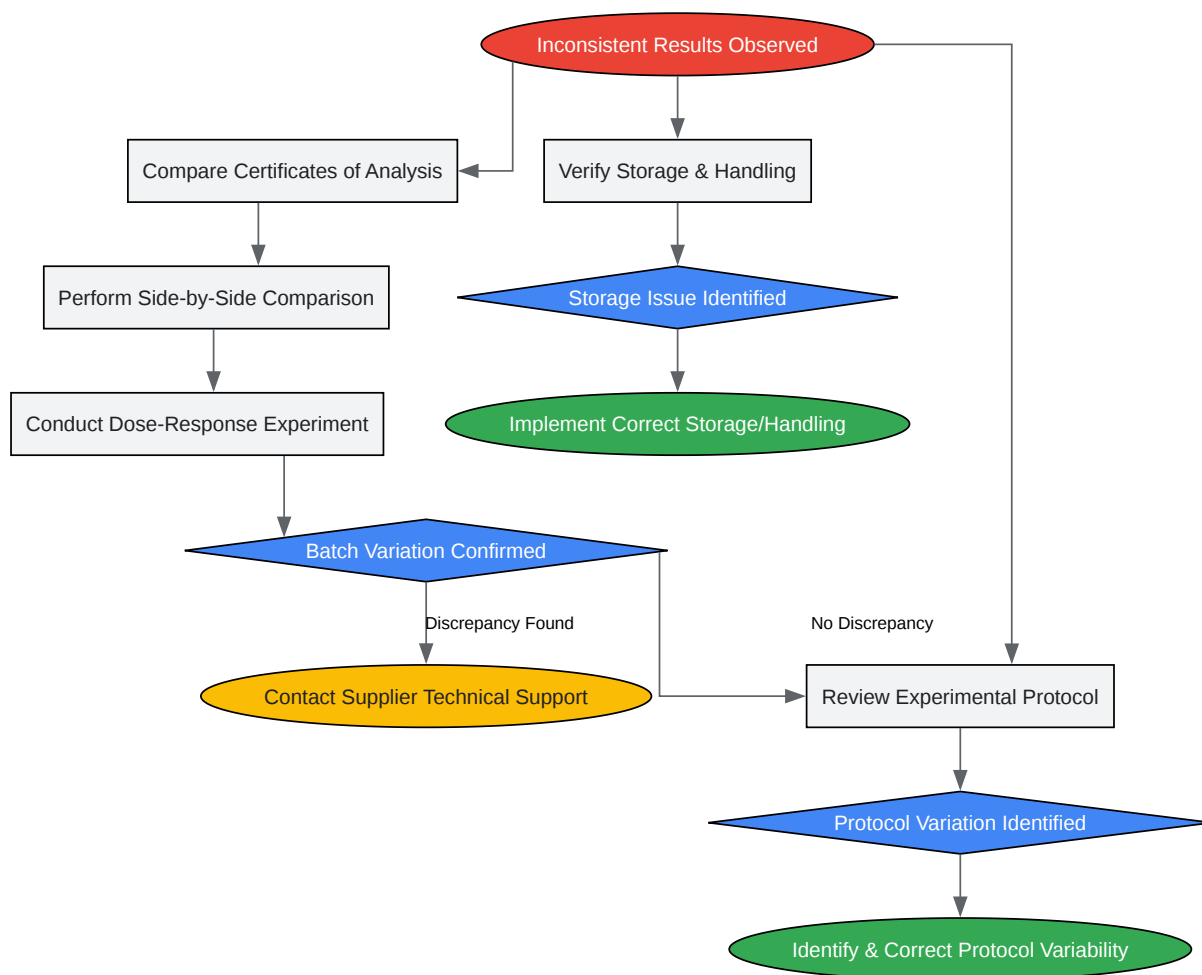 Inconsistent Results Observed
Compare Certificates of Analysis
Verify Storage & Handling
Perform Side-by-Side Comparison
Storage Issue Identified
Conduct Dose-Response Experiment
Implement Correct Storage/Handling
Batch Variation Confirmed
Discrepancy Found
No Discrepancy
Contact Supplier Technical Support
Review Experimental Protocol
Protocol Variation Identified
Identify & Correct Protocol Variability